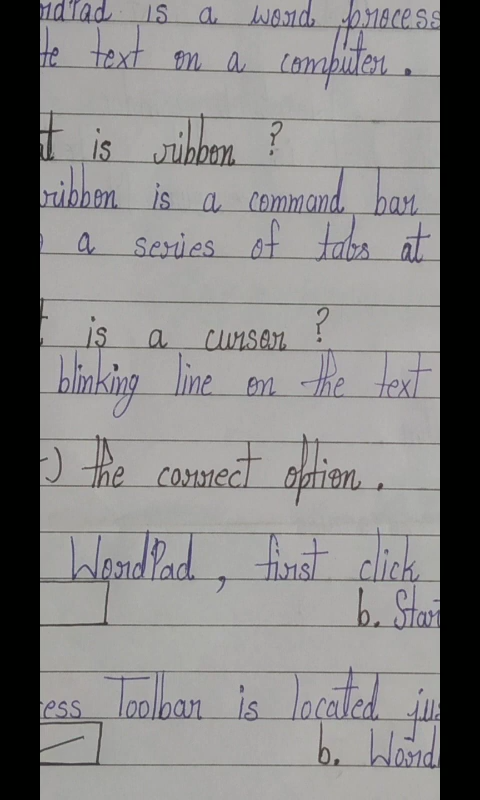 is a word process
te text on a computer.
is ribbon ?
ribbon is a command bar
a series of tabs at
is a cursor ?
blinking line on the text
) the correct option.
WordPad, first click
b. Star
ess Toolbar is located ju
b. Word